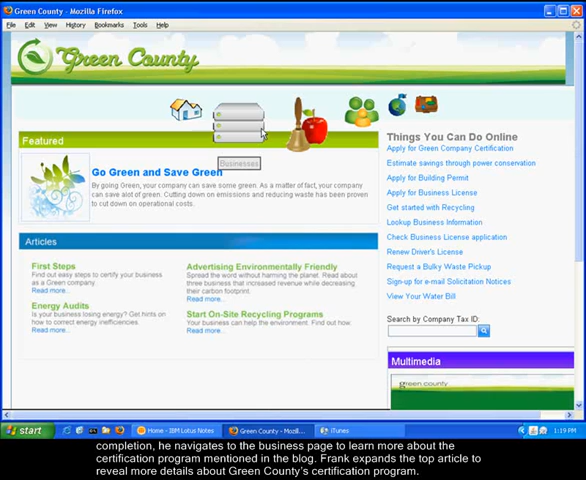 Green County - Mozilla Firefox
File Edit View History Bookmarks Tools Help
Green County
Businesses
Featured
Go Green and Save Green
By going Green, your company can save some green. As a matter of fact, your company
can save alot of green. Cutting down on emissions and reducing waste has been proven
to cut down on operational costs.
Articles
First Steps
Find out easy steps to certify your business
as a Green company.
Read more...
Energy Audits
Is your business losing energy? Get hints on
how to correct energy inefficiencies.
Read more...
Advertising Environmentally Friendly
Spread the word without harming the planet. Read about
three business that increased revenue while decreasing
their carbon footprint.
Read more...
Start On-Site Recycling Programs
Your business can help the environment. Find out how.
Read more...
Things You Can Do Online
Apply for Green Company Certification
Estimate savings through power conservation
Apply for Building Permit
Apply for Business License
Get started with Recycling
Lookup Business Information
Check Business License application
Renew Driver's License
Request a Bulky Waste Pickup
Sign-up for e-mail Solicitation Notices
View Your Water Bill
Search by Company Tax ID:
Multimedia
green county
start
Home - IBM Lotus Notes
Green County - Mozill...
iTunes
1:19 PM
completion, he navigates to the business page to learn more about the
certification program mentioned in the blog. Frank expands the top article to
reveal more details about Green County's certification program.